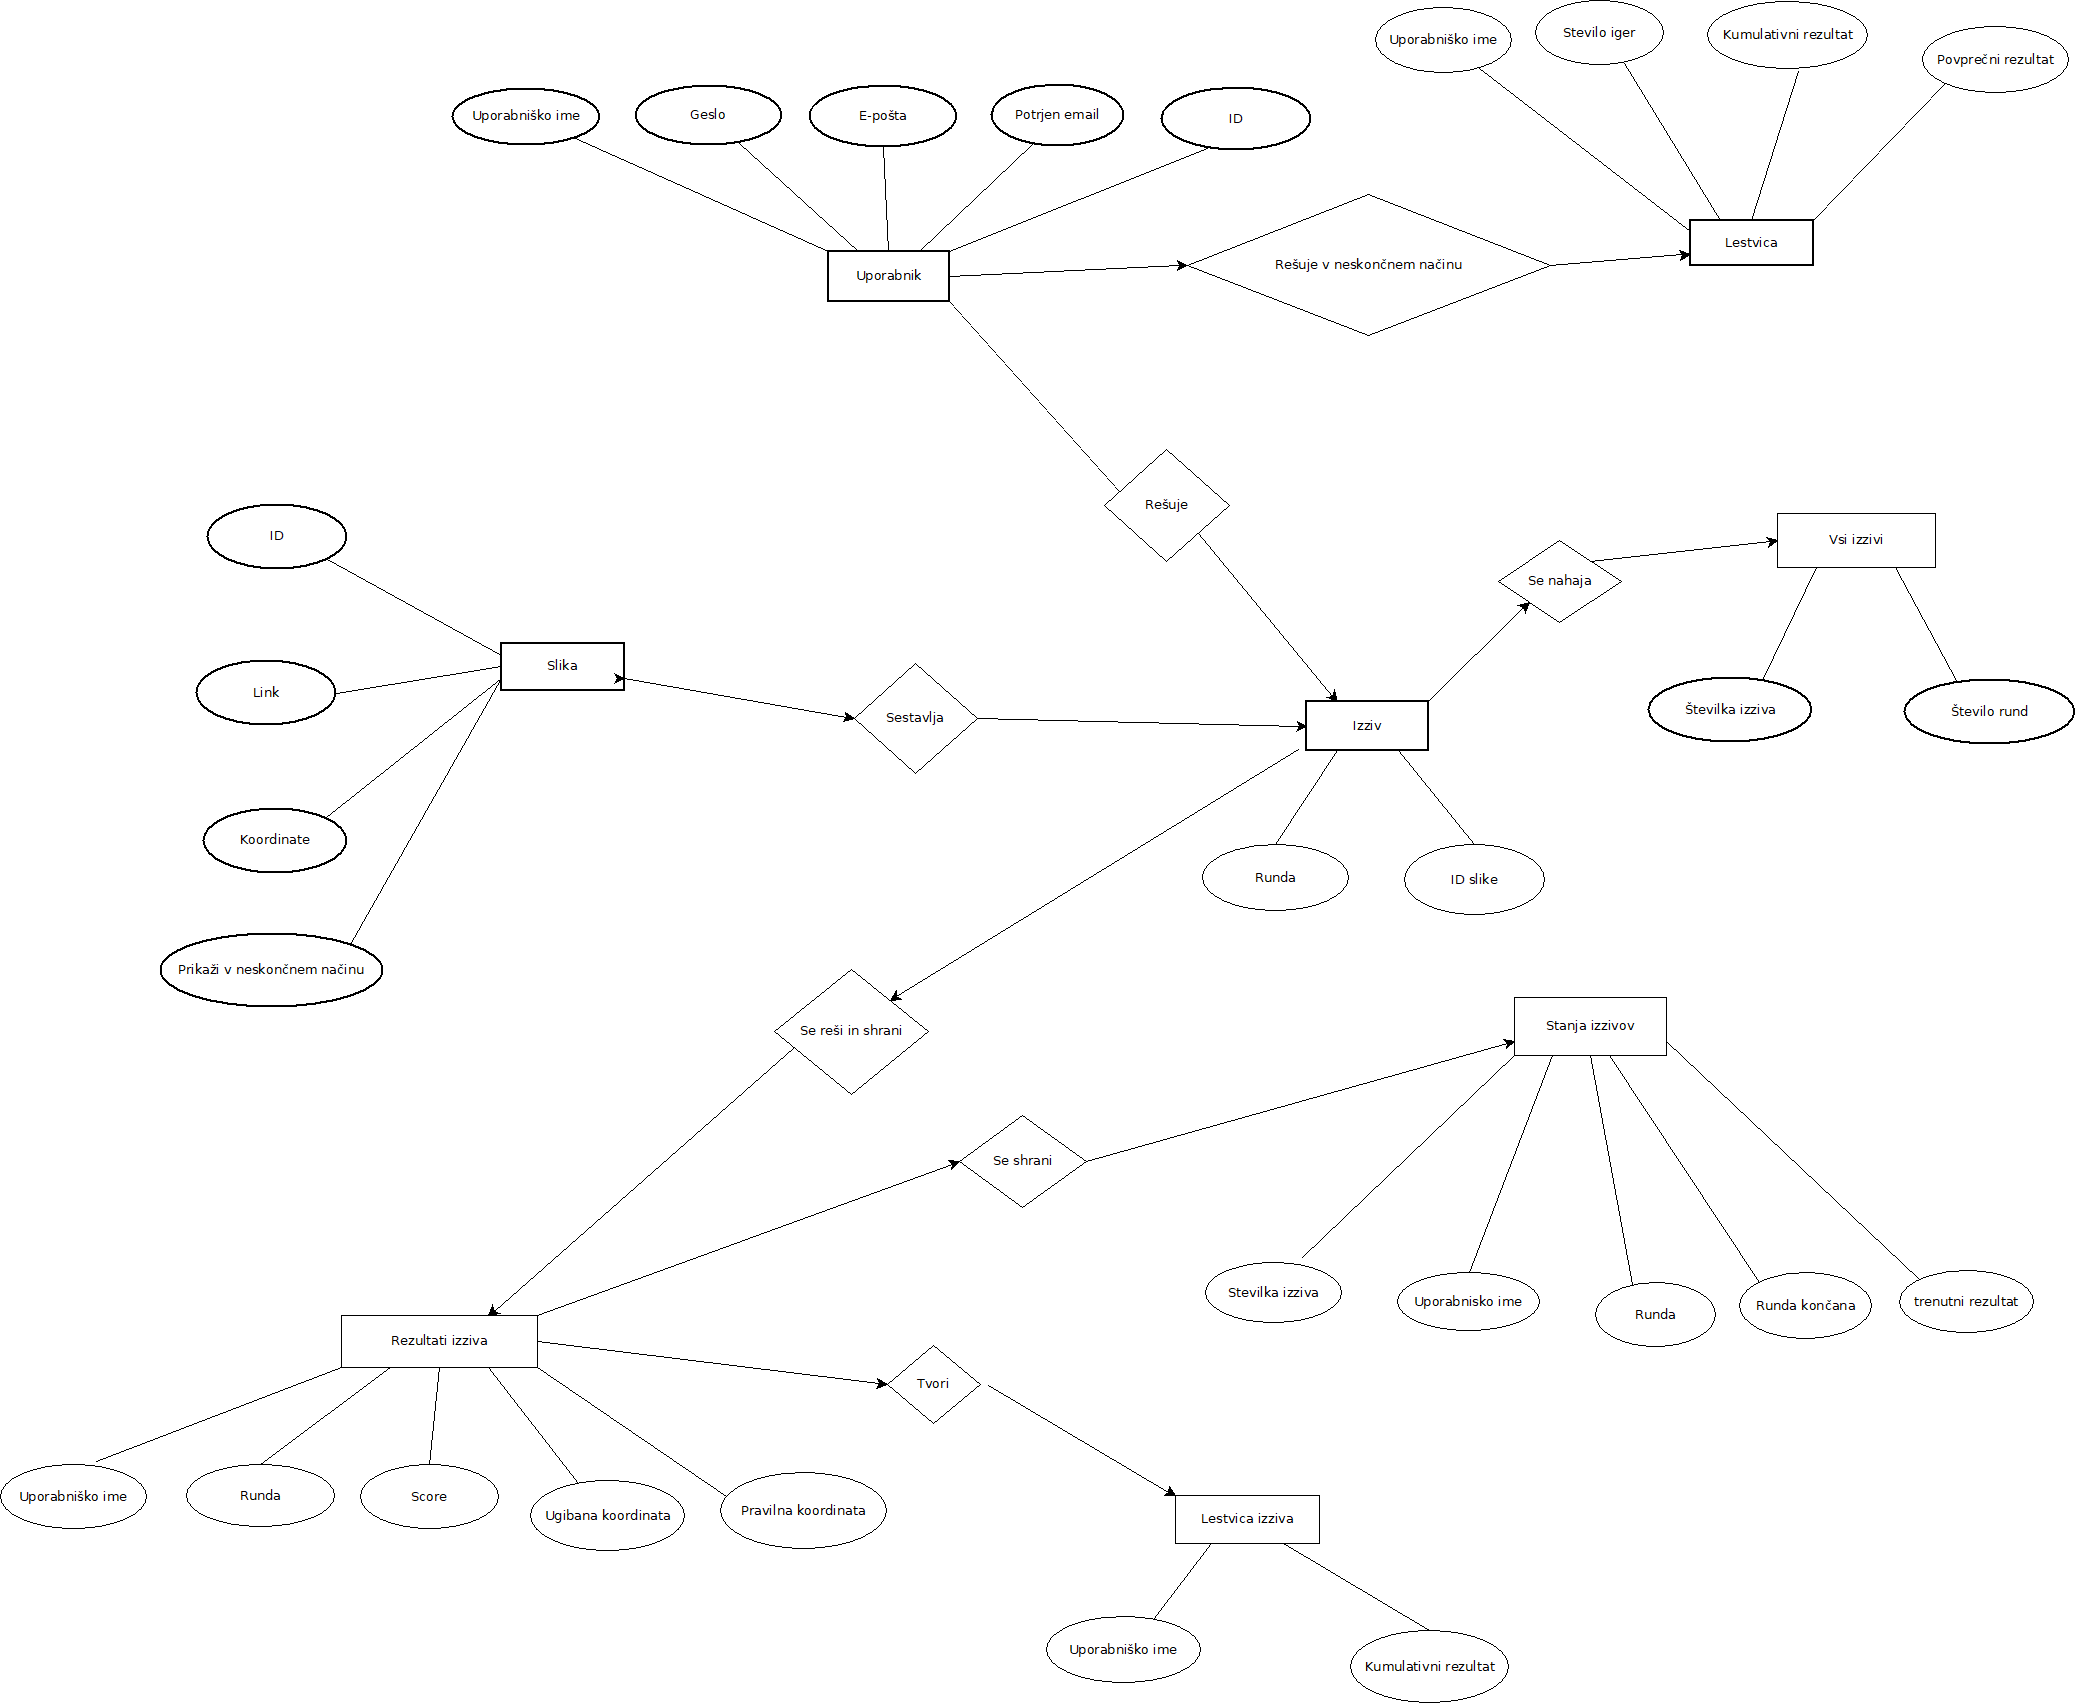 Uporabniško ime
Stevilo iger
Kumulativni rezultat
Povprečni rezultat
Uporabniško ime
Geslo
E-pošta
Potrjen email
ID
Lestvica
Uporabnik
Rešuje v neskončnem načinu
Rešuje
ID
Se nahaja
Vsi izzivi
Slika
Link
Sestavlja
Izziv
Številka izziva
Število rund
Koordinate
Runda
ID slike
Prikaži v neskončnem načinu
Se reši in shrani
Stanja izzivov
Se shrani
Stevilka izziva
Uporabnisko ime
Runda
Runda končana
trenutni rezultat
Rezultati izziva
Tvori
Uporabniško ime
Runda
Score
Ugibana koordinata
Pravilna koordinata
Lestvica izziva
Uporabniško ime
Kumulativni rezultat